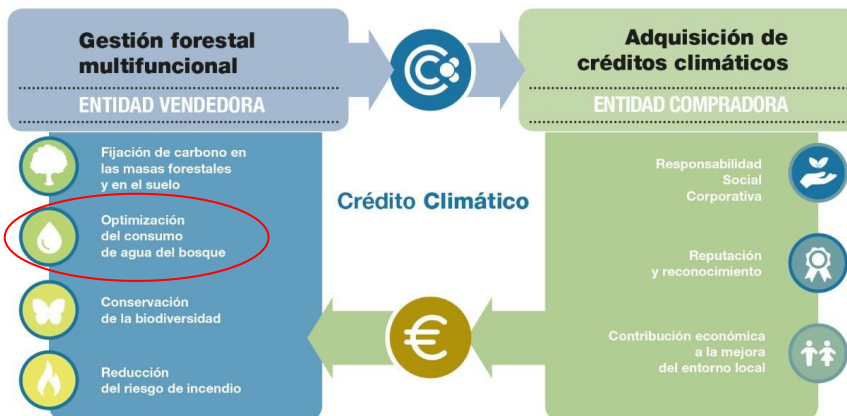 Gestión forestal
multifuncional
ENTIDAD VENDEDORA
Adquisición de
créditos climáticos
ENTIDAD COMPRADORA
Fijación de carbono en
las masas forestales
y en el suelo
Optimización
del consumo
de agua del bosque
Conservación
de la biodiversidad
Reducción
del riesgo de incendio
Crédito Climático
€
Responsabilidad
Social
Corporativa
Reputación
y reconocimiento
Contribución económica
a la mejora
del entorno local